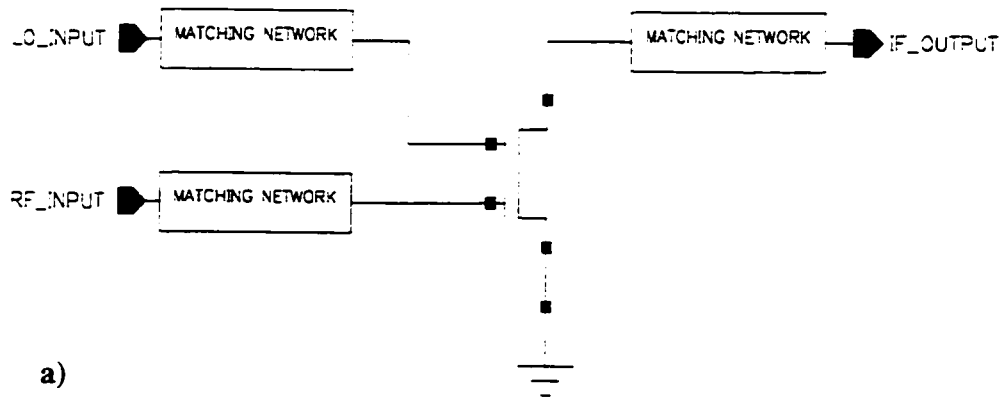 LO_INPUT
MATCHING NETWORK
MATCHING NETWORK
IF_OUTPUT
RF_INPUT
MATCHING NETWORK
a)